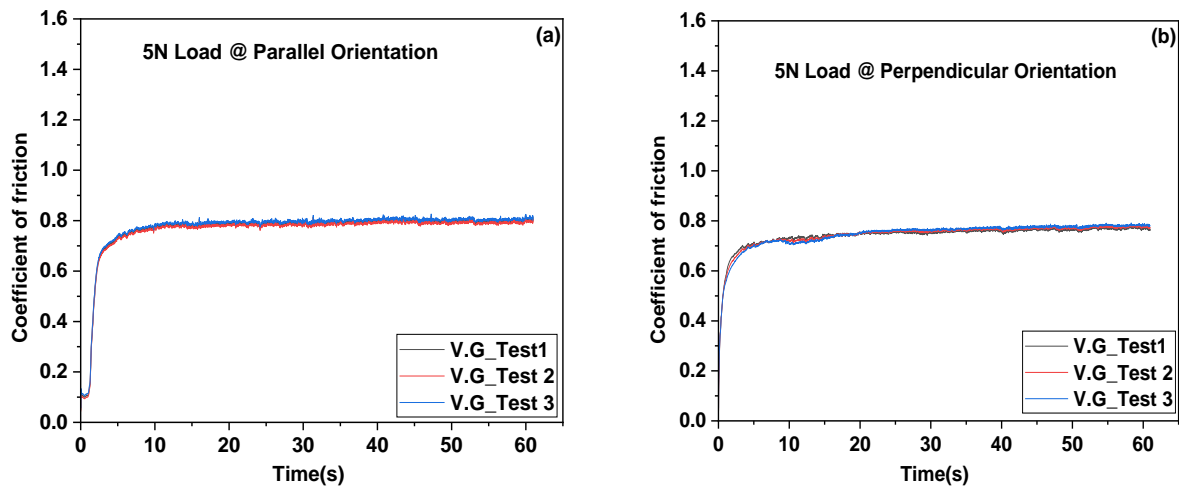 (a)
5N Load @ Parallel Orientation
Coefficient of friction
1.6
1.4
1.2
1.0
0.8
0.6
0.4
0.2
0.0
V.G_Test1
V.G_Test 2
V.G_Test 3
0 10 20 30 40 50 60
Time(s)
(b)
5N Load @ Perpendicular Orientation
Coefficient of friction
1.6
1.4
1.2
1.0
0.8
0.6
0.4
0.2
0.0
V.G_Test1
V.G_Test 2
V.G_Test 3
0 10 20 30 40 50 60
Time(s)